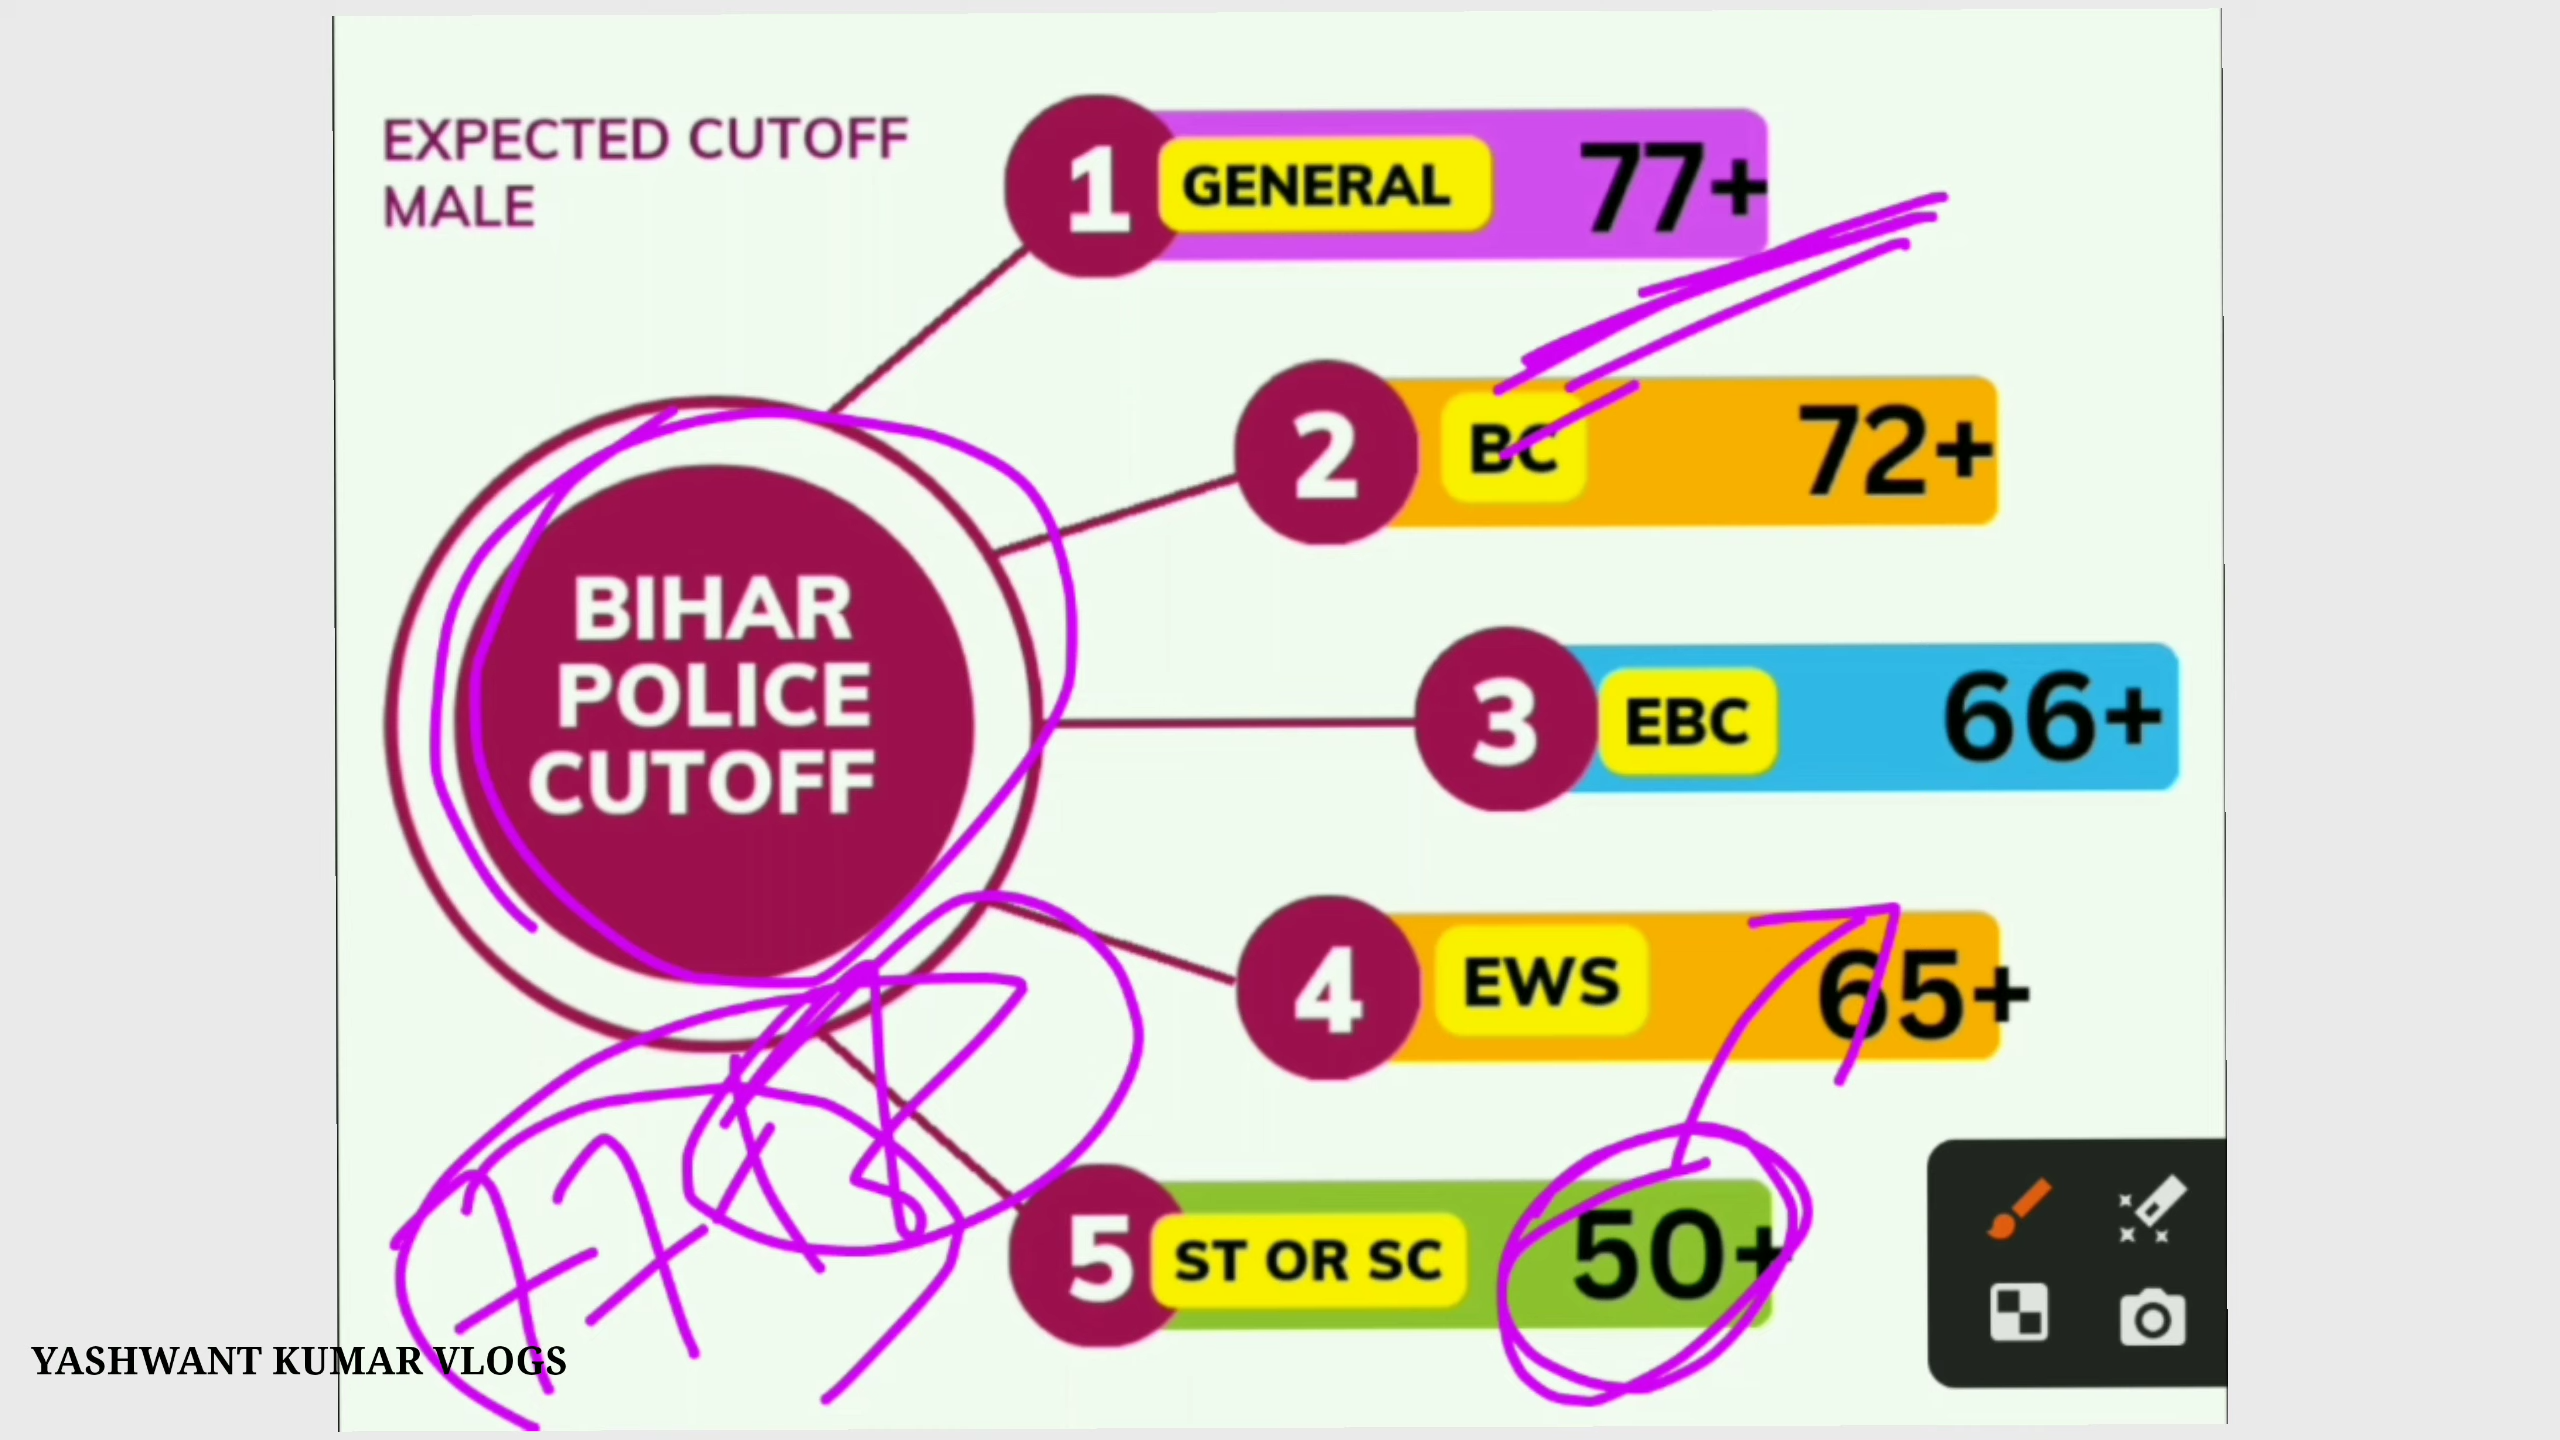 EXPECTED CUTOFF
MALE
1 GENERAL 77+
2 BC 72+
BIHAR
POLICE
CUTOFF
3 EBC 66+
4 EWS 65+
5 ST OR SC 50+
77
YASHWANT KUMAR VLOGS